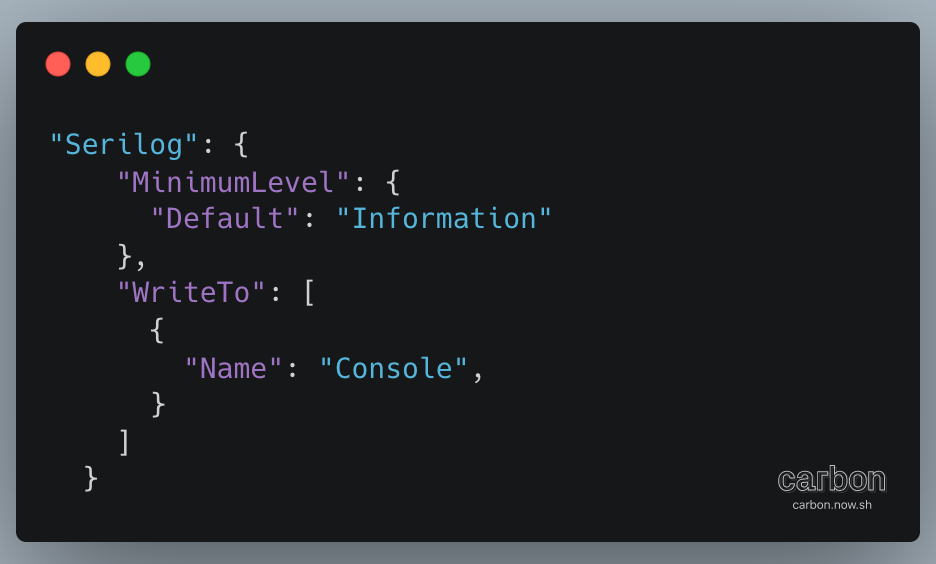 "Serilog": {
    "MinimumLevel": {
      "Default": "Information"
    },
    "WriteTo": [
      {
        "Name": "Console",
      }
    ]
  }
carbon
carbon.now.sh